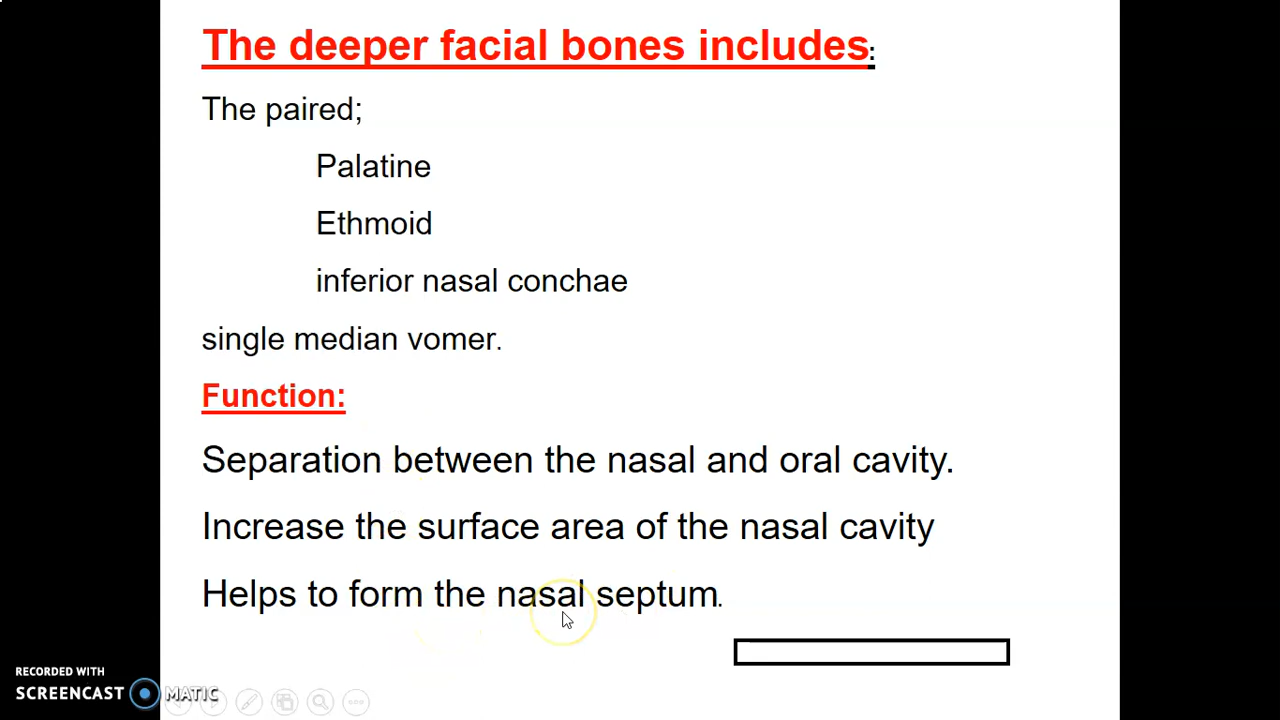 The deeper facial bones includes:
The paired;
Palatine
Ethmoid
inferior nasal conchae
single median vomer.
Function:
Separation between the nasal and oral cavity.
Increase the surface area of the nasal cavity
Helps to form the nasal septum.
RECORDED WITH
SCREENCAST MATIC